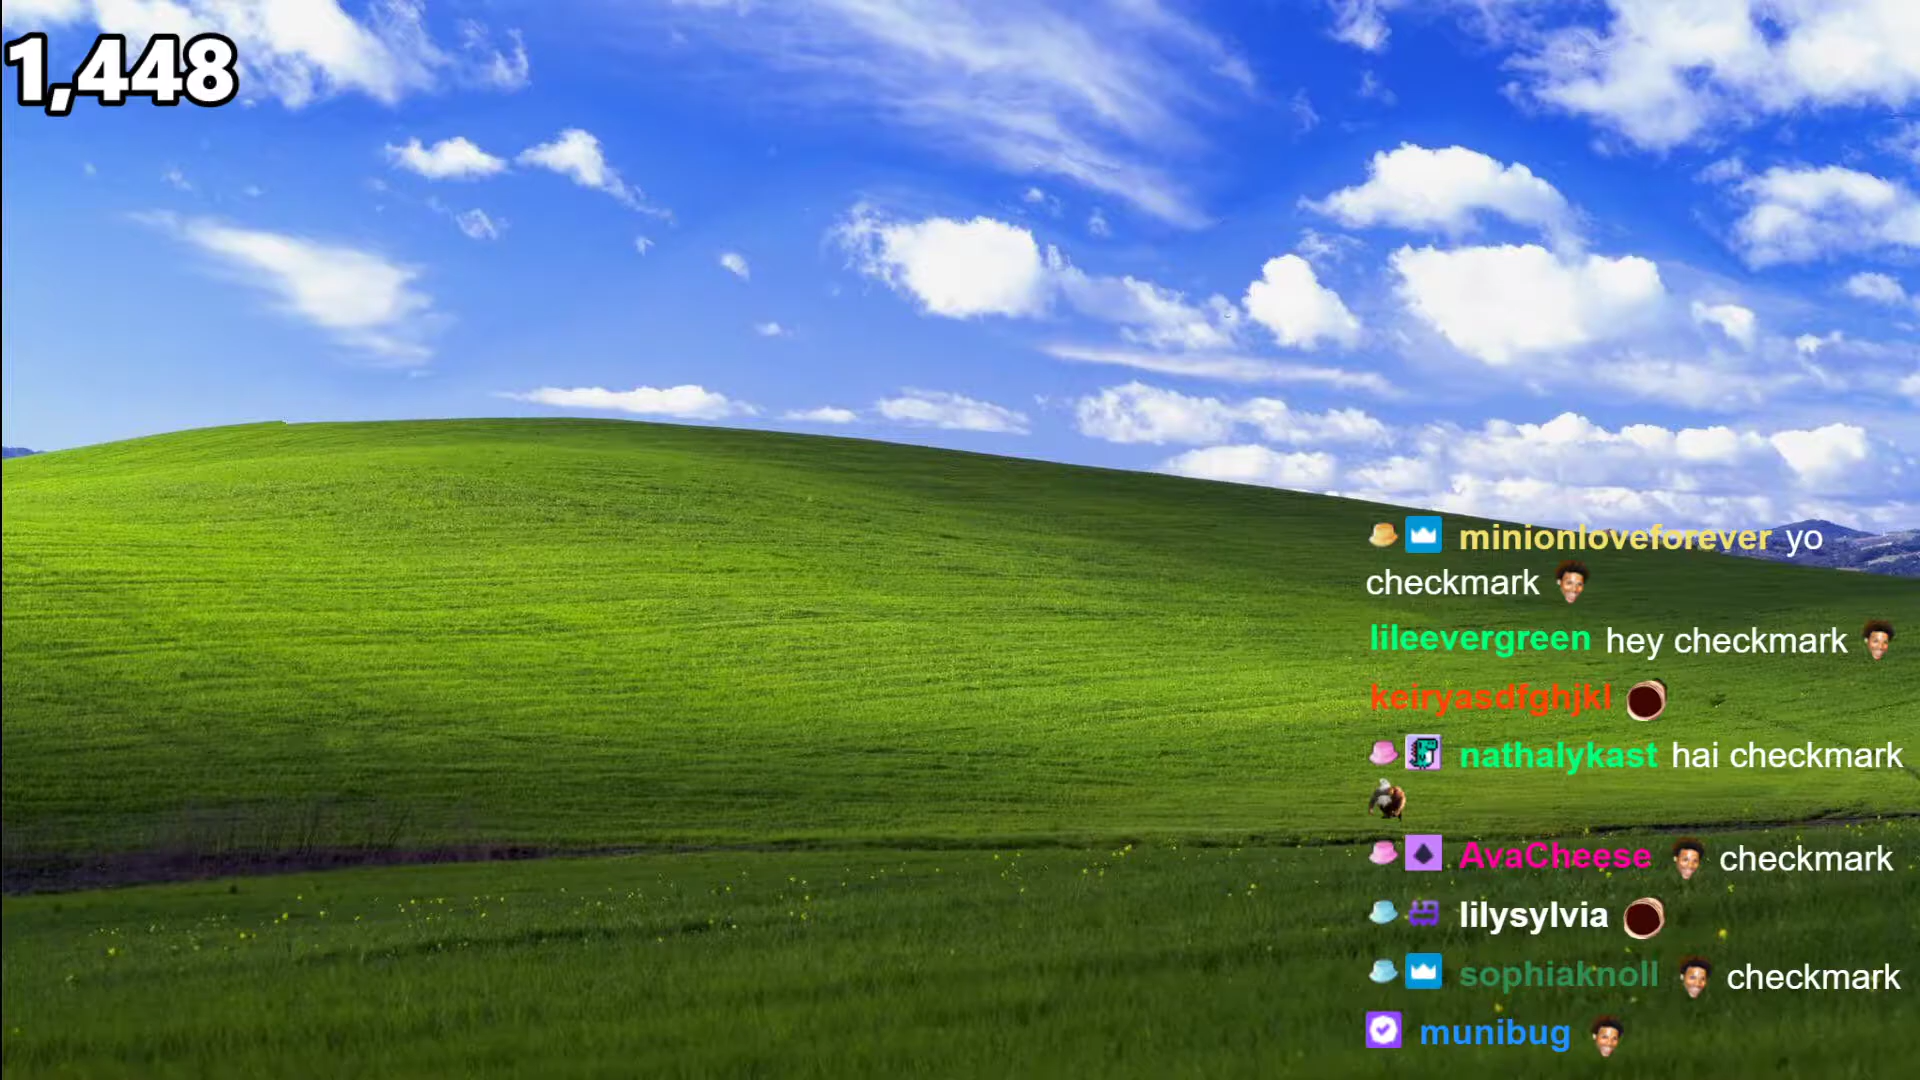 1,448
minionloveforever yo
checkmark
lileevergreen hey checkmark
keiryasdfghjkl
nathalykast hai checkmark
AvaCheese checkmark
lilysylvia
sophiaknoll checkmark
munibug